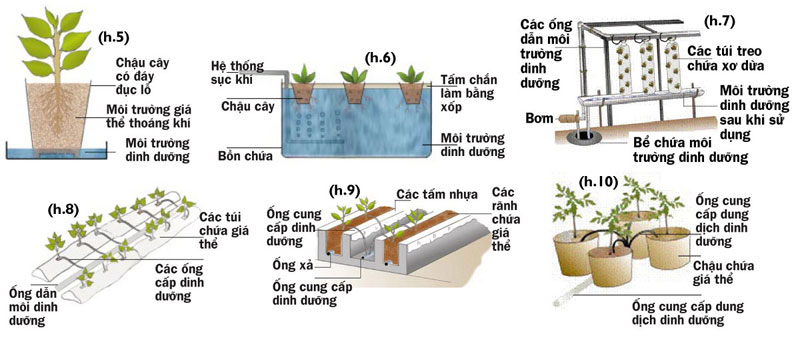 (h.5)
Chậu cây
có đáy
đục lỗ
Môi trường giá
thể thoáng khí
Môi trường
dinh dưỡng
(h.6)
Hệ thống
sục khí
Chậu cây
Bồn chứa
Tấm chắn
làm bằng
xốp
Môi trường
dinh dưỡng
(h.7)
Các ống
dẫn môi
trường
dinh
dưỡng
Các túi treo
chứa xơ dừa
Môi trường
dinh dưỡng
sau khi sử
dụng
Bơm
Bể chứa môi
trường dinh dưỡng
(h.8)
Các túi
chứa giá
thể
Các ống
cấp dinh
dưỡng
Ống dẫn
môi dinh
dưỡng
(h.9)
Các tấm nhựa
Các
rãnh
chứa
giá
thể
Ống cung
cấp dinh
dưỡng
Ống xả
Ống cung cấp
dinh dưỡng
(h.10)
Ống cung
cấp dung
dịch dinh
dưỡng
Chậu chứa
giá thể
Ống cung cấp dung
dịch dinh dưỡng